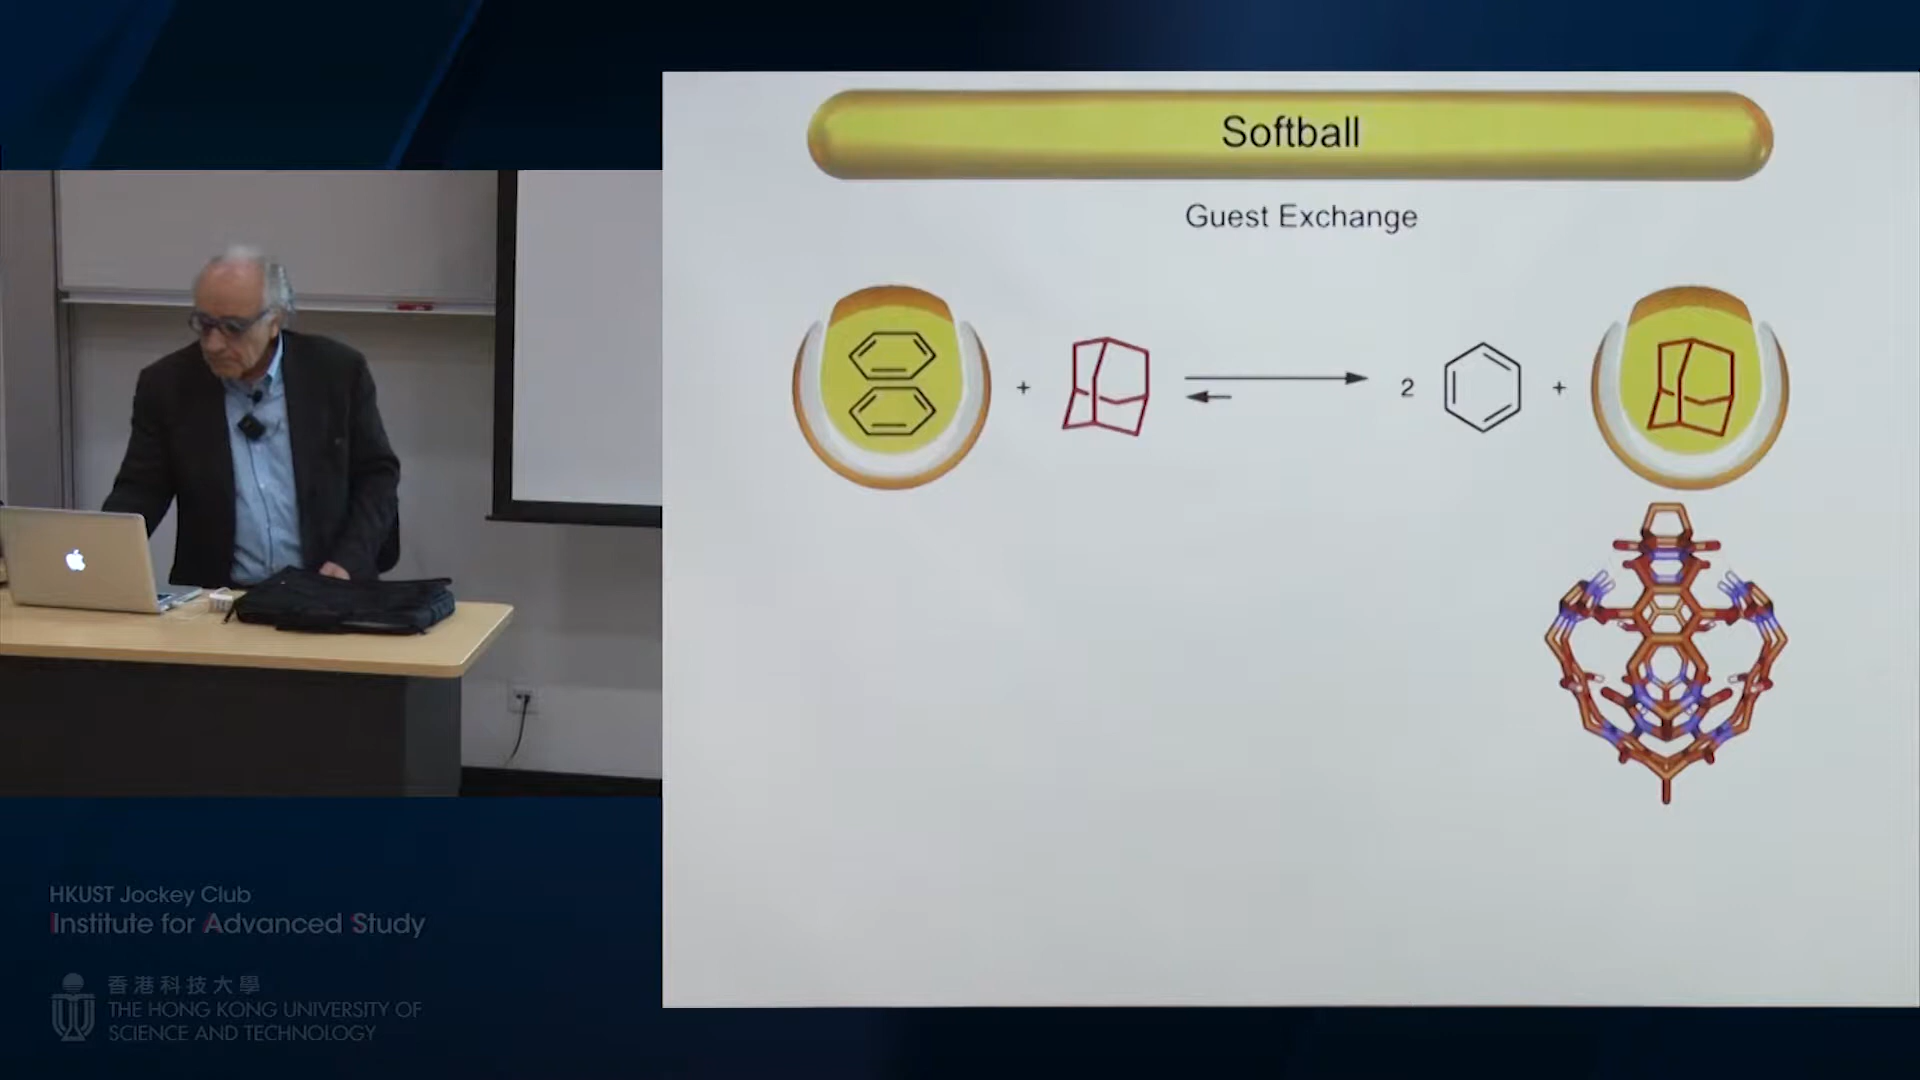 Softball
Guest Exchange
+
2
+
HKUST Jockey Club
Institute for Advanced Study
香港科技大學
THE HONG KONG UNIVERSITY OF
SCIENCE AND TECHNOLOGY